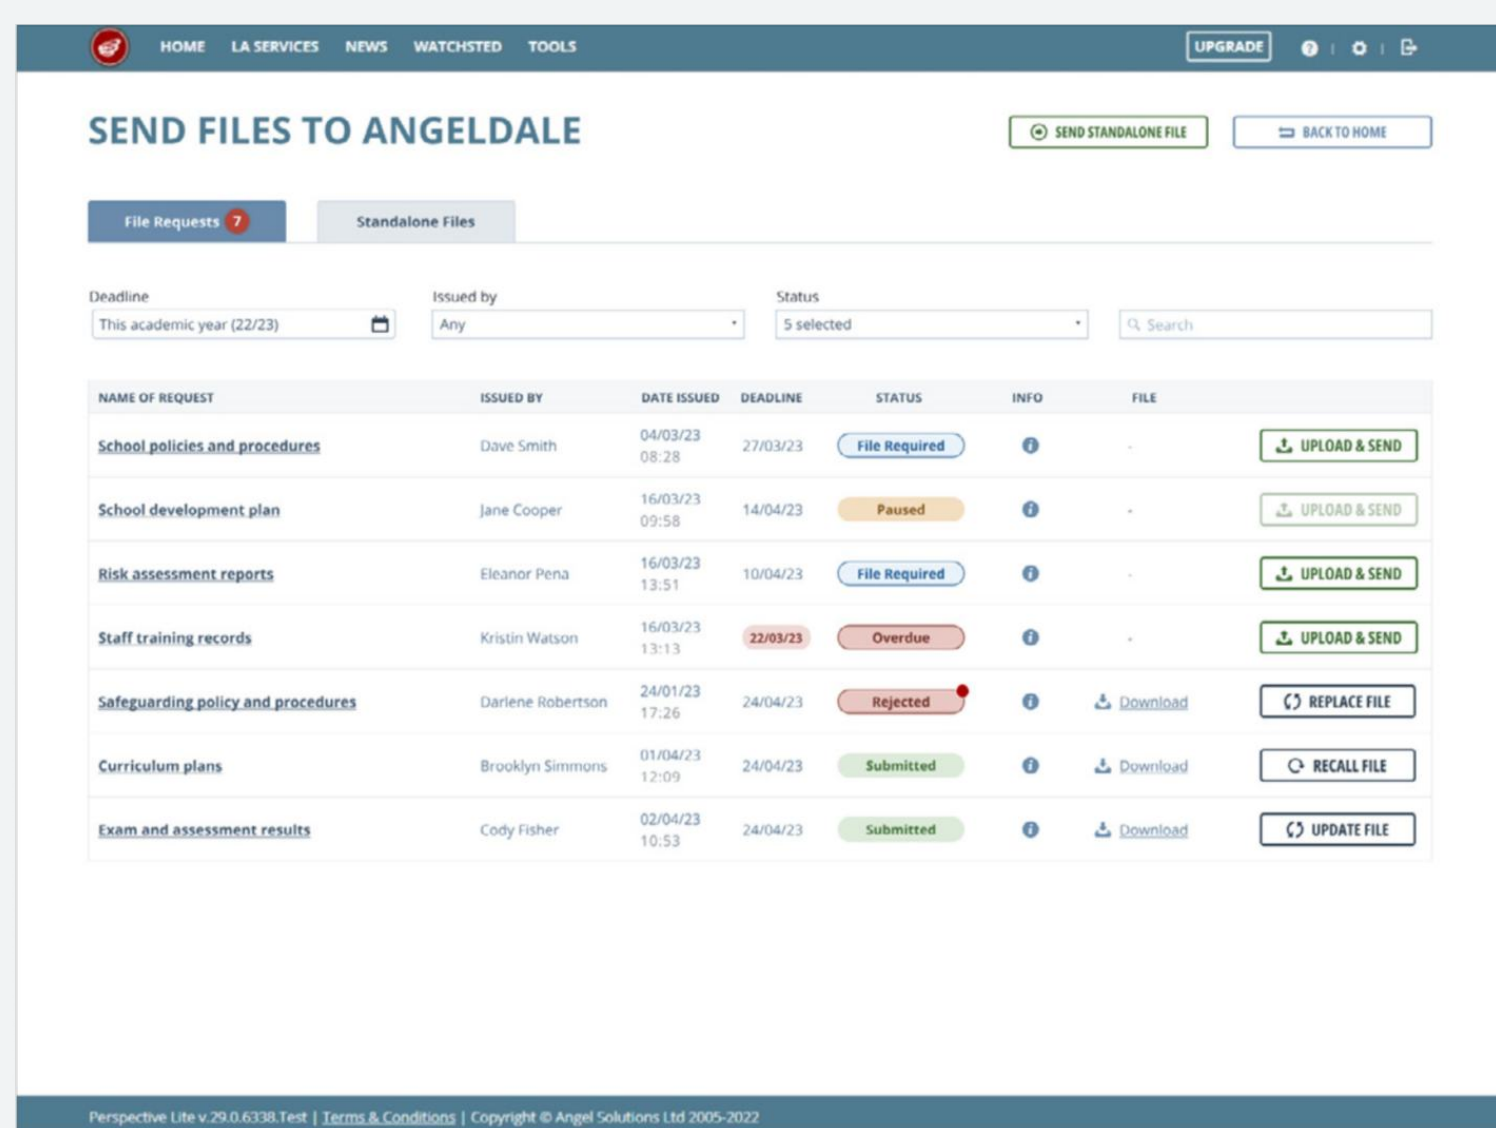 HOME LA SERVICES NEWS WATCHSTED TOOLS UPGRADE
SEND FILES TO ANGELDALE
SEND STANDALONE FILE BACK TO HOME
File Requests 7 Standalone Files
Deadline Issued by Status
This academic year (22/23) Any 5 selected Search
NAME OF REQUEST ISSUED BY DATE ISSUED DEADLINE STATUS INFO FILE
School policies and procedures Dave Smith 04/03/23 08:28 27/03/23 File Required - UPLOAD & SEND
School development plan Jane Cooper 16/03/23 09:58 14/04/23 Paused - UPLOAD & SEND
Risk assessment reports Eleanor Pena 16/03/23 13:51 10/04/23 File Required - UPLOAD & SEND
Staff training records Kristin Watson 16/03/23 13:13 22/03/23 Overdue - UPLOAD & SEND
Safeguarding policy and procedures Darlene Robertson 24/01/23 17:26 24/04/23 Rejected Download REPLACE FILE
Curriculum plans Brooklyn Simmons 01/04/23 12:09 24/04/23 Submitted Download RECALL FILE
Exam and assessment results Cody Fisher 02/04/23 10:53 24/04/23 Submitted Download UPDATE FILE
Perspective Lite v.29.0.6338.Test | Terms & Conditions | Copyright © Angel Solutions Ltd 2005-2022